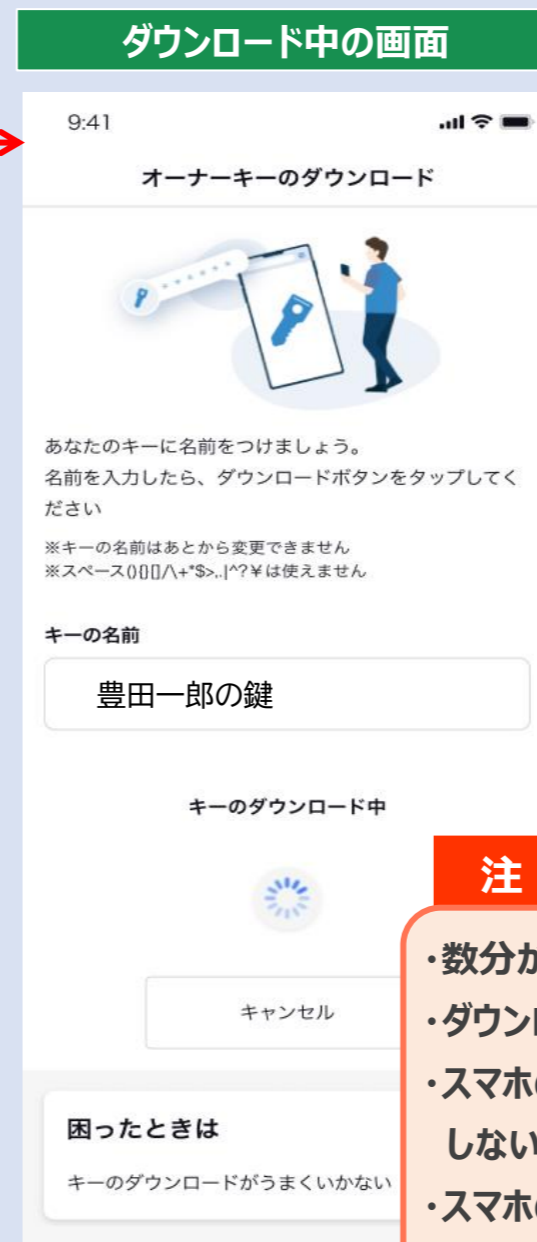 ダウンロード中の画面
9:41
オーナーキーのダウンロード
あなたのキーに名前をつけましょう。
名前を入力したら、ダウンロードボタンをタップしてく
ださい
※キーの名前はあとから変更できません
※スペース(){}[]/\+*$>,.|^?¥は使えません
キーの名前
豊田一郎の鍵
キーのダウンロード中
キャンセル
困ったときは
キーのダウンロードがうまくいかない
注
・数分か
・ダウンロ
・スマホの
しない
・スマホの